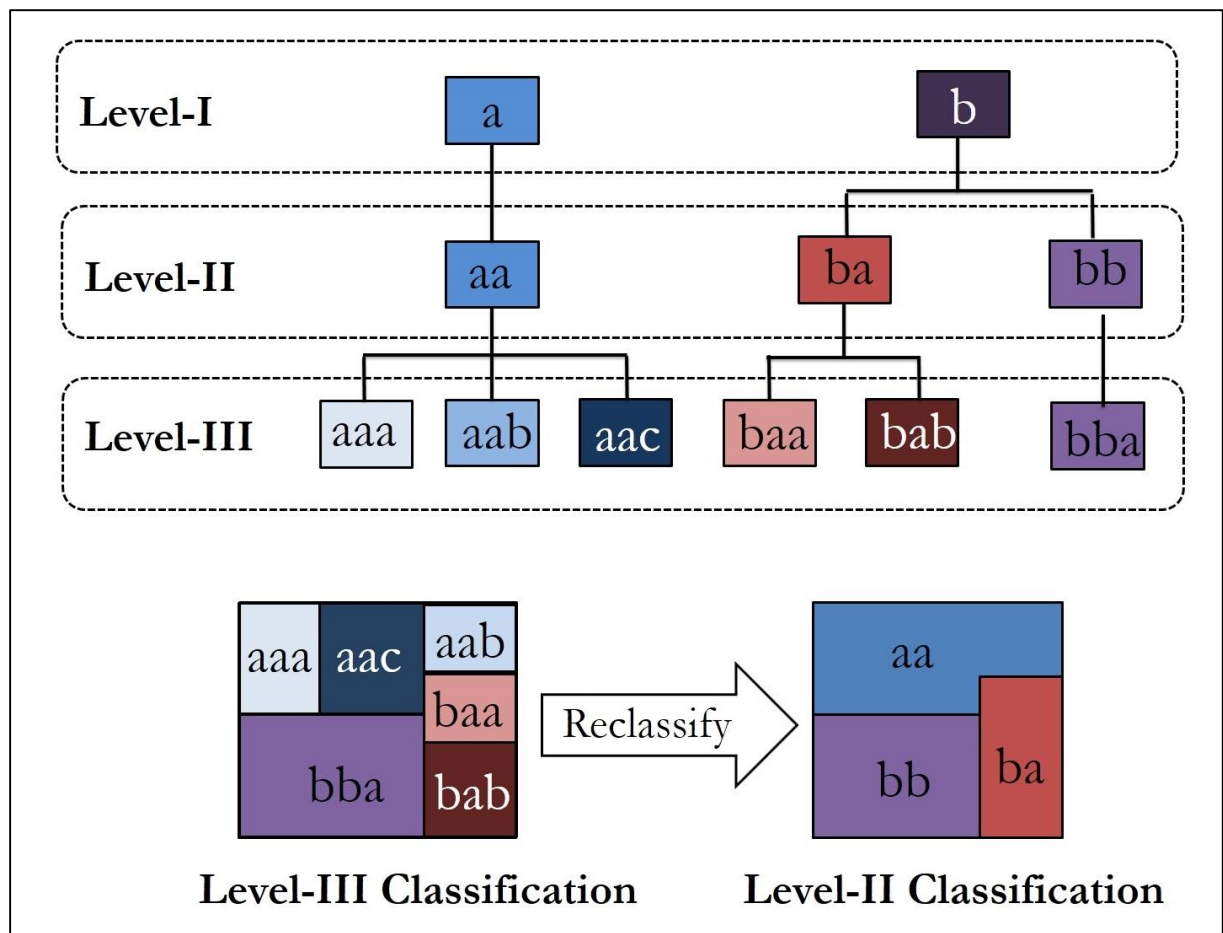 Level-I
a
b
Level-II
aa
ba
bb
Level-III
aaa
aab
aac
baa
bab
bba
aaa
aac
aab
baa
bba
bab
Reclassify
aa
bb
ba
Level-III Classification
Level-II Classification